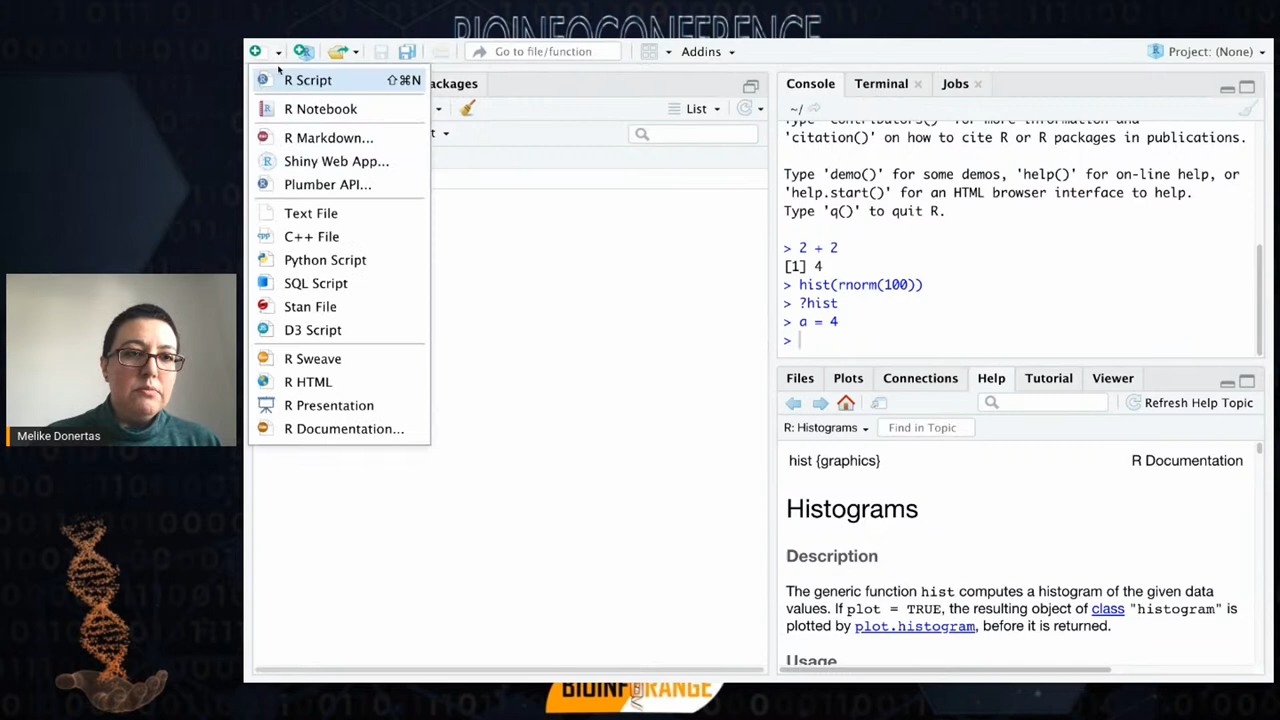 BIOINFOCONFERENCE
Go to file/function
Addins
Project: (None)
R Script ⇧⌘N
R Notebook
R Markdown...
Shiny Web App...
Plumber API...
Text File
C++ File
Python Script
SQL Script
Stan File
D3 Script
R Sweave
R HTML
R Presentation
R Documentation...
ackages
List
Console
Terminal
Jobs
~/
'citation()' on how to cite R or R packages in publications.
Type 'demo()' for some demos, 'help()' for on-line help, or
'help.start()' for an HTML browser interface to help.
Type 'q()' to quit R.
> 2 + 2
[1] 4
> hist(rnorm(100))
> ?hist
> a = 4
>
Files
Plots
Connections
Help
Tutorial
Viewer
Refresh Help Topic
R: Histograms
Find in Topic
hist {graphics}
R Documentation
Histograms
Description
The generic function hist computes a histogram of the given data
values. If plot = TRUE, the resulting object of class "histogram" is
plotted by plot.histogram, before it is returned.
Usage
Melike Donertas